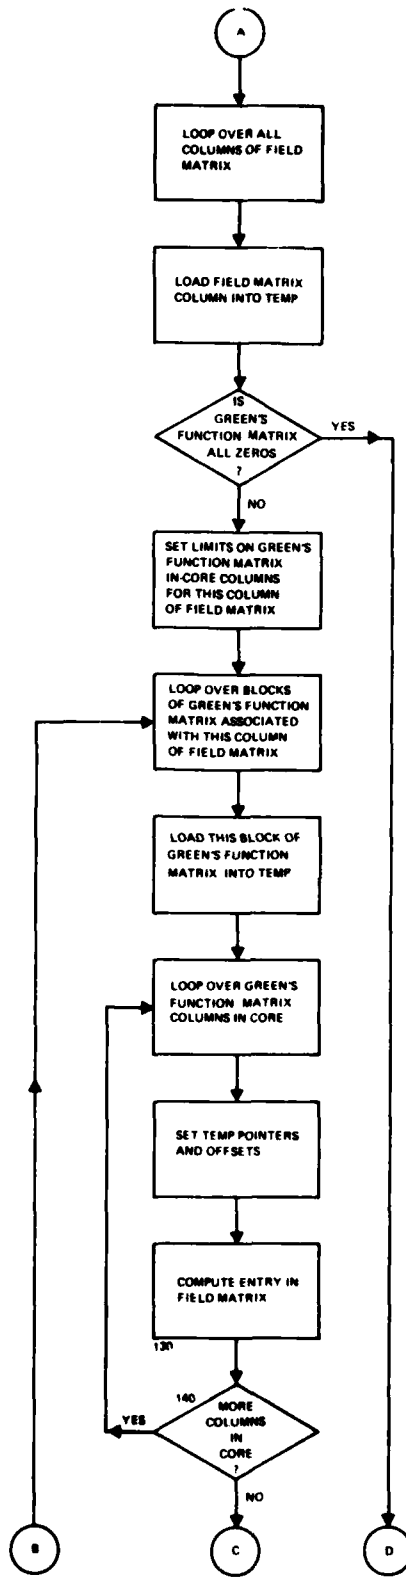 A
LOOP OVER ALL
COLUMNS OF FIELD
MATRIX
LOAD FIELD MATRIX
COLUMN INTO TEMP
IS
GREEN'S
FUNCTION MATRIX
ALL ZEROS
?
YES
NO
SET LIMITS ON GREEN'S
FUNCTION MATRIX
IN-CORE COLUMNS
FOR THIS COLUMN
OF FIELD MATRIX
LOOP OVER BLOCKS
OF GREEN'S FUNCTION
MATRIX ASSOCIATED
WITH THIS COLUMN
OF FIELD MATRIX
LOAD THIS BLOCK OF
GREEN'S FUNCTION
MATRIX INTO TEMP
LOOP OVER GREEN'S
FUNCTION MATRIX
COLUMNS IN CORE
SET TEMP POINTERS
AND OFFSETS
COMPUTE ENTRY IN
FIELD MATRIX
130
140
MORE
COLUMNS
IN
CORE
?
YES
NO
B
C
D